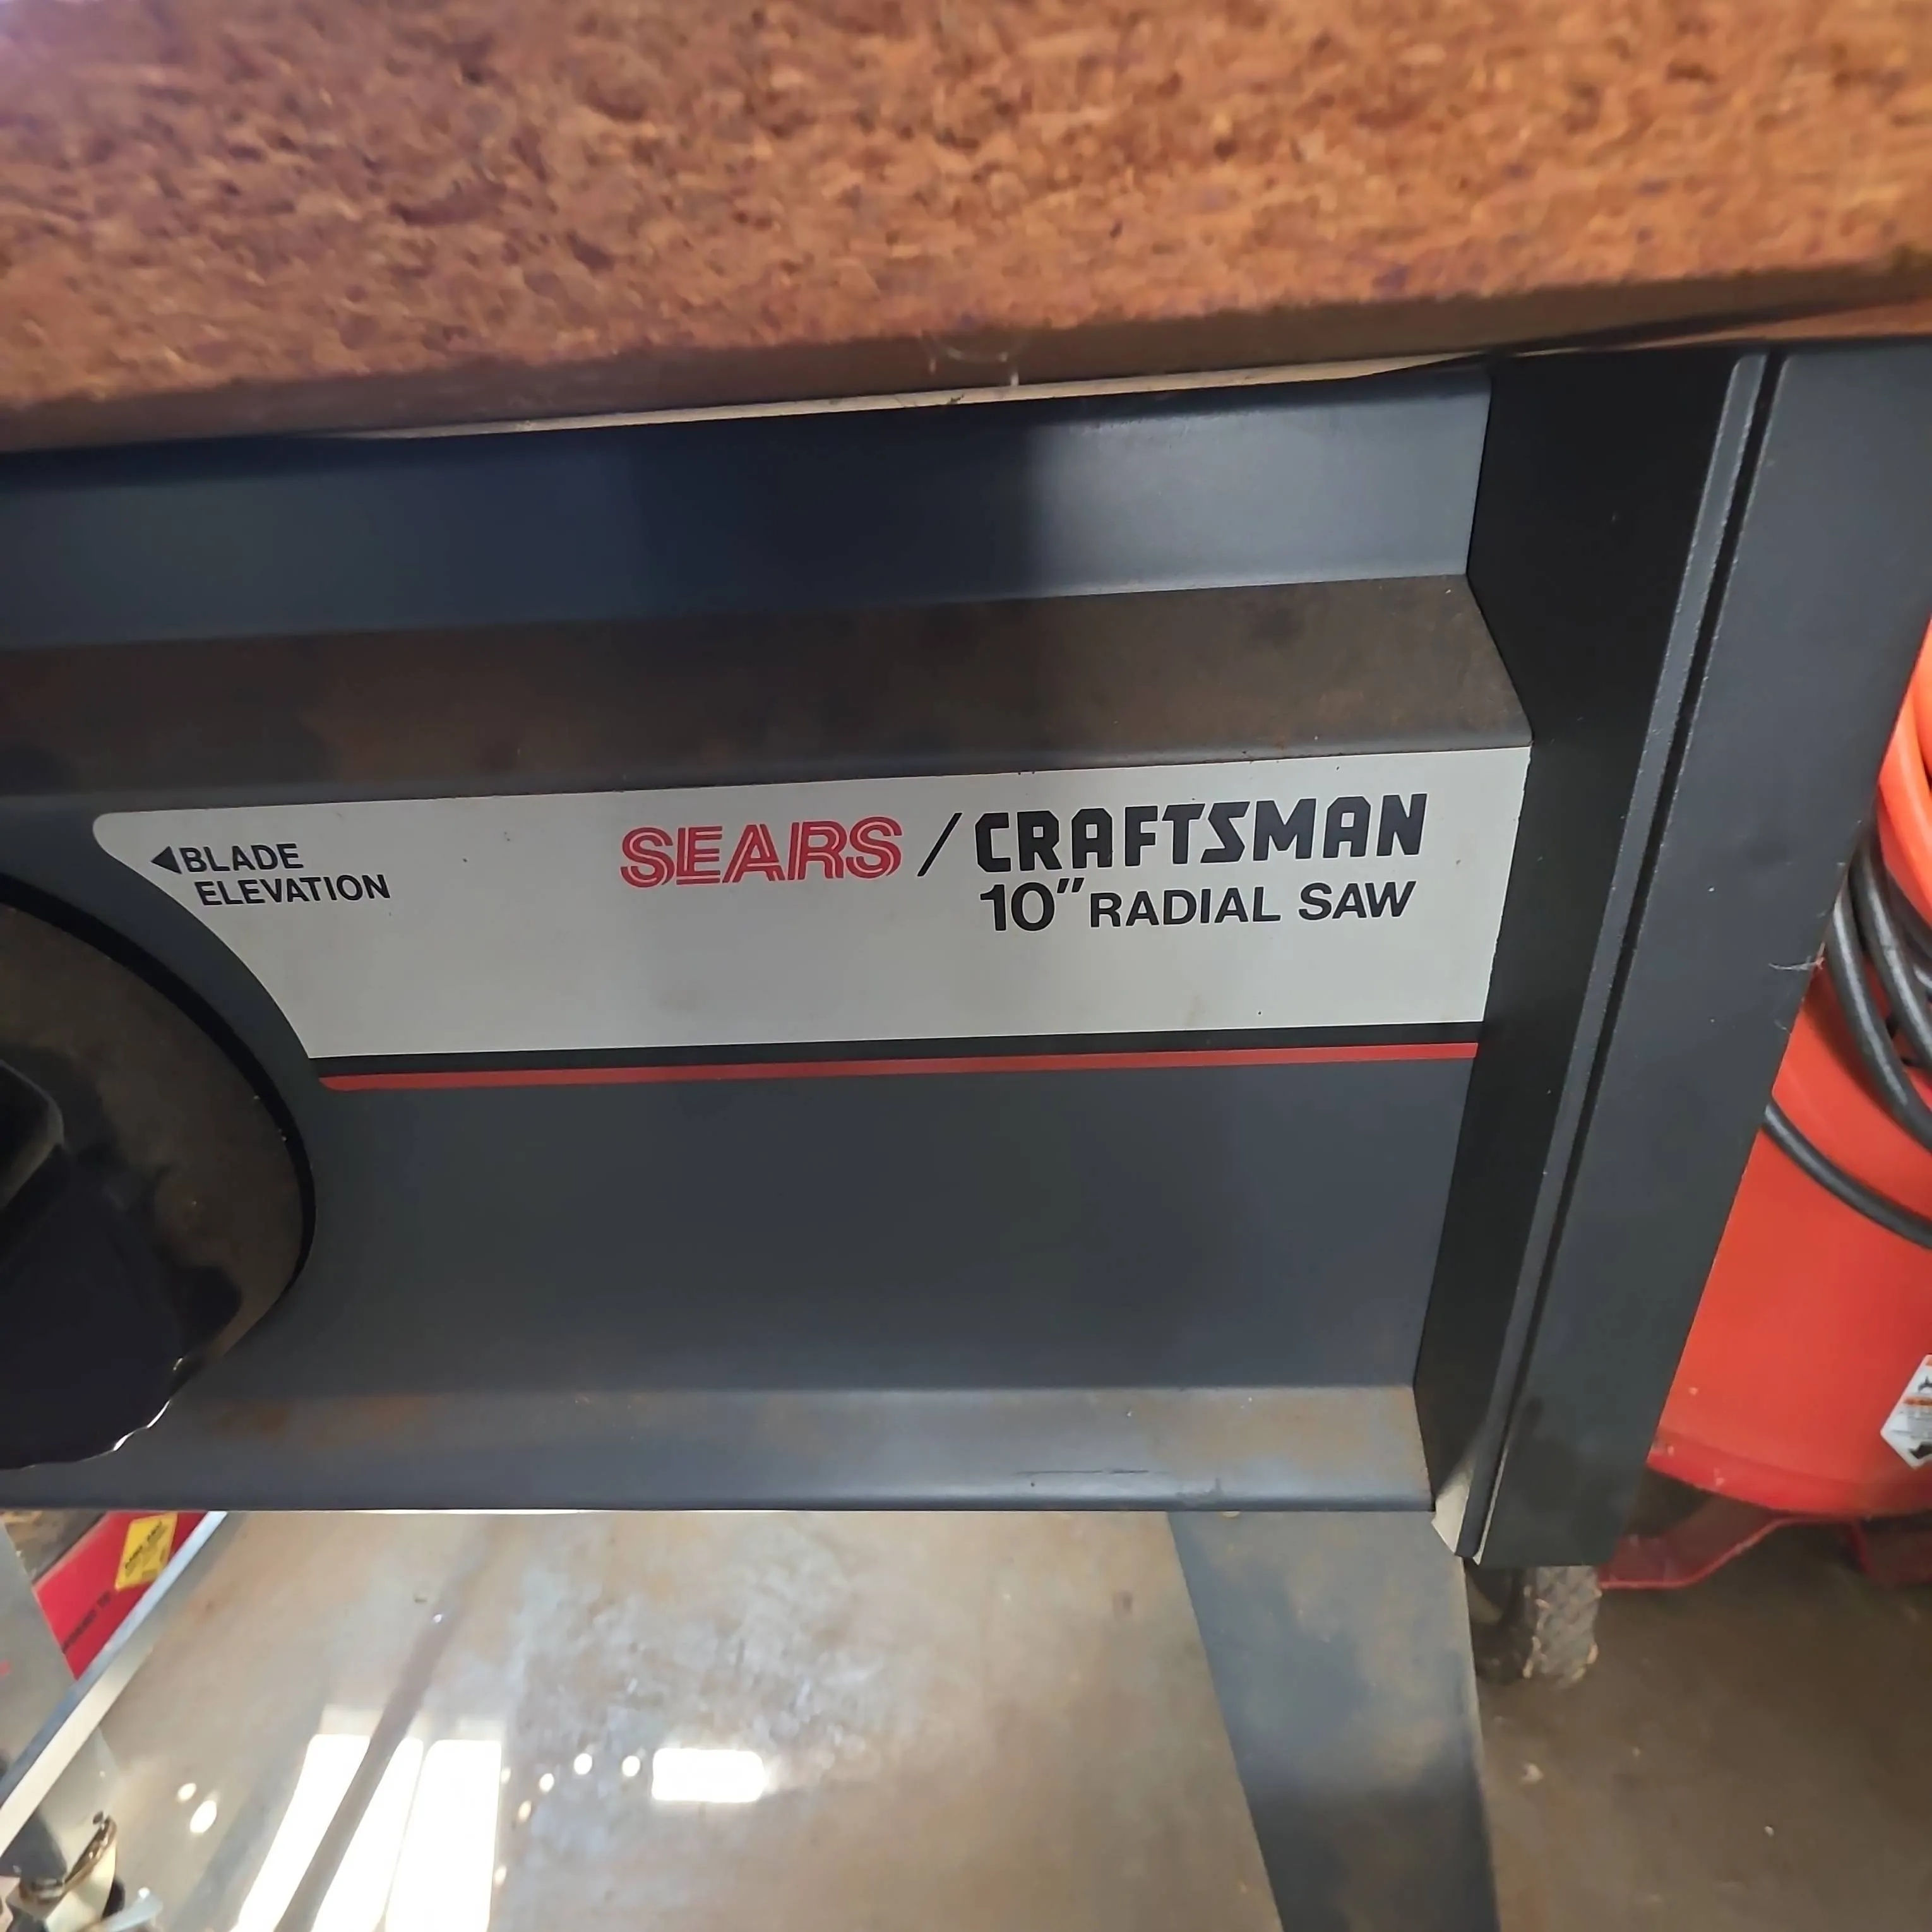 BLADE
ELEVATION
SEARS / CRAFTSMAN
10" RADIAL SAW